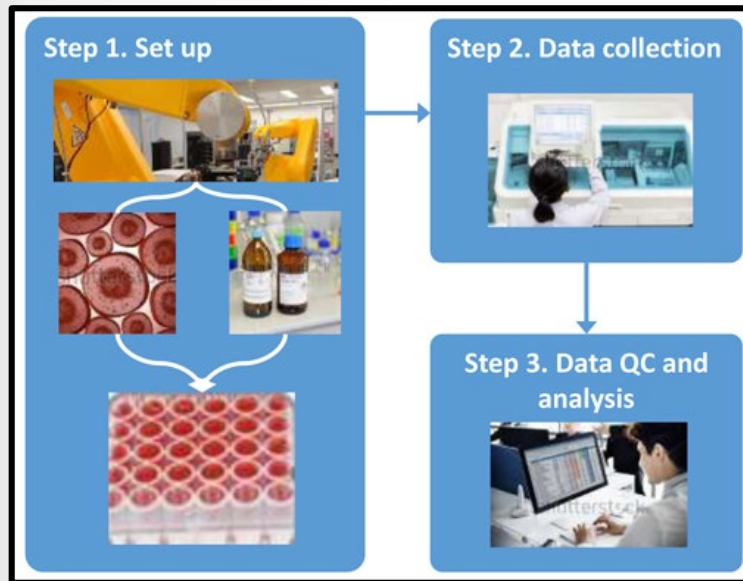 Step 1. Set up
Step 2. Data collection
Step 3. Data QC and
analysis